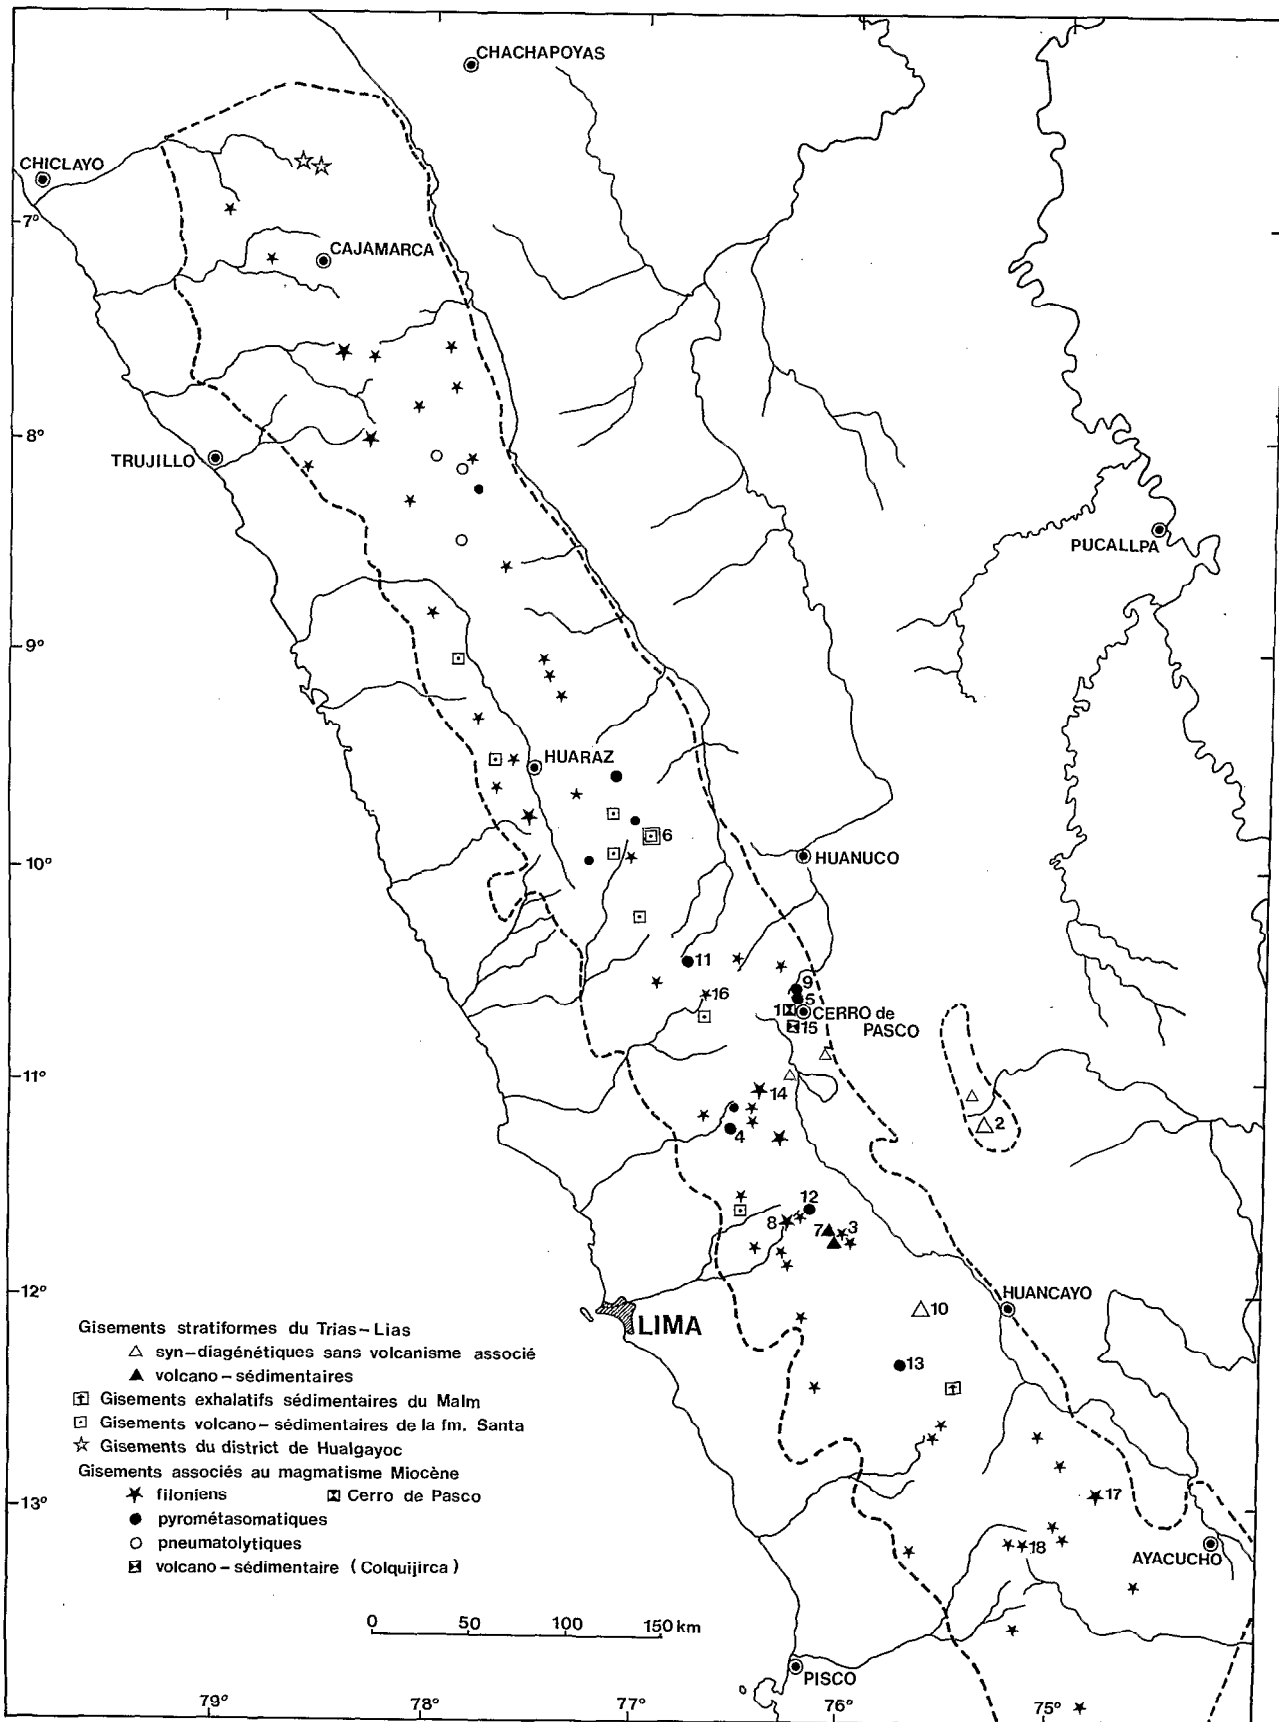 CHACHAPOYAS
CHICLAYO
7°
CAJAMARCA
8°
TRUJILLO
PUCALLPA
9°
HUARAZ
6
10°
HUANUCO
11
9
16
5
1
CERRO de
PASCO
15
11°
14
2
4
12
8
7
3
12°
HUANCAYO
LIMA
10
13
Gisements stratiformes du Trias-Lias
syn-diagénétiques sans volcanisme associé
volcano-sédimentaires
Gisements exhalatifs sédimentaires du Malm
Gisements volcano-sédimentaires de la fm. Santa
Gisements du district de Hualgayoc
Gisements associés au magmatisme Miocène
filoniens
Cerro de Pasco
pyrométasomatiques
pneumatolytiques
volcano-sédimentaire (Colquijirca)
13°
17
18
AYACUCHO
0 50 100 150 km
PISCO
79° 78° 77° 76° 75°